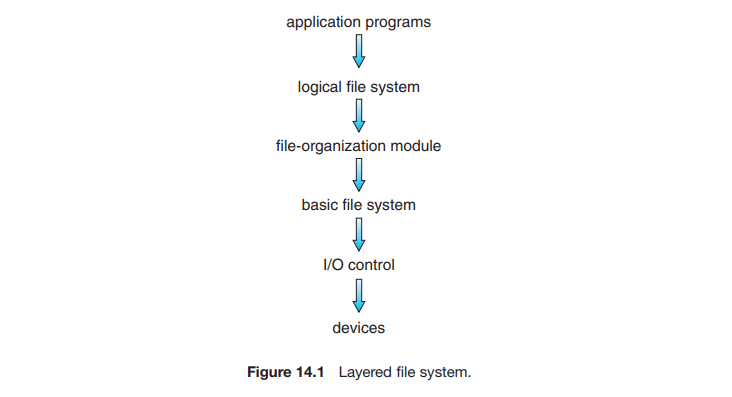 application programs
logical file system
file-organization module
basic file system
I/O control
devices
Figure 14.1 Layered file system.